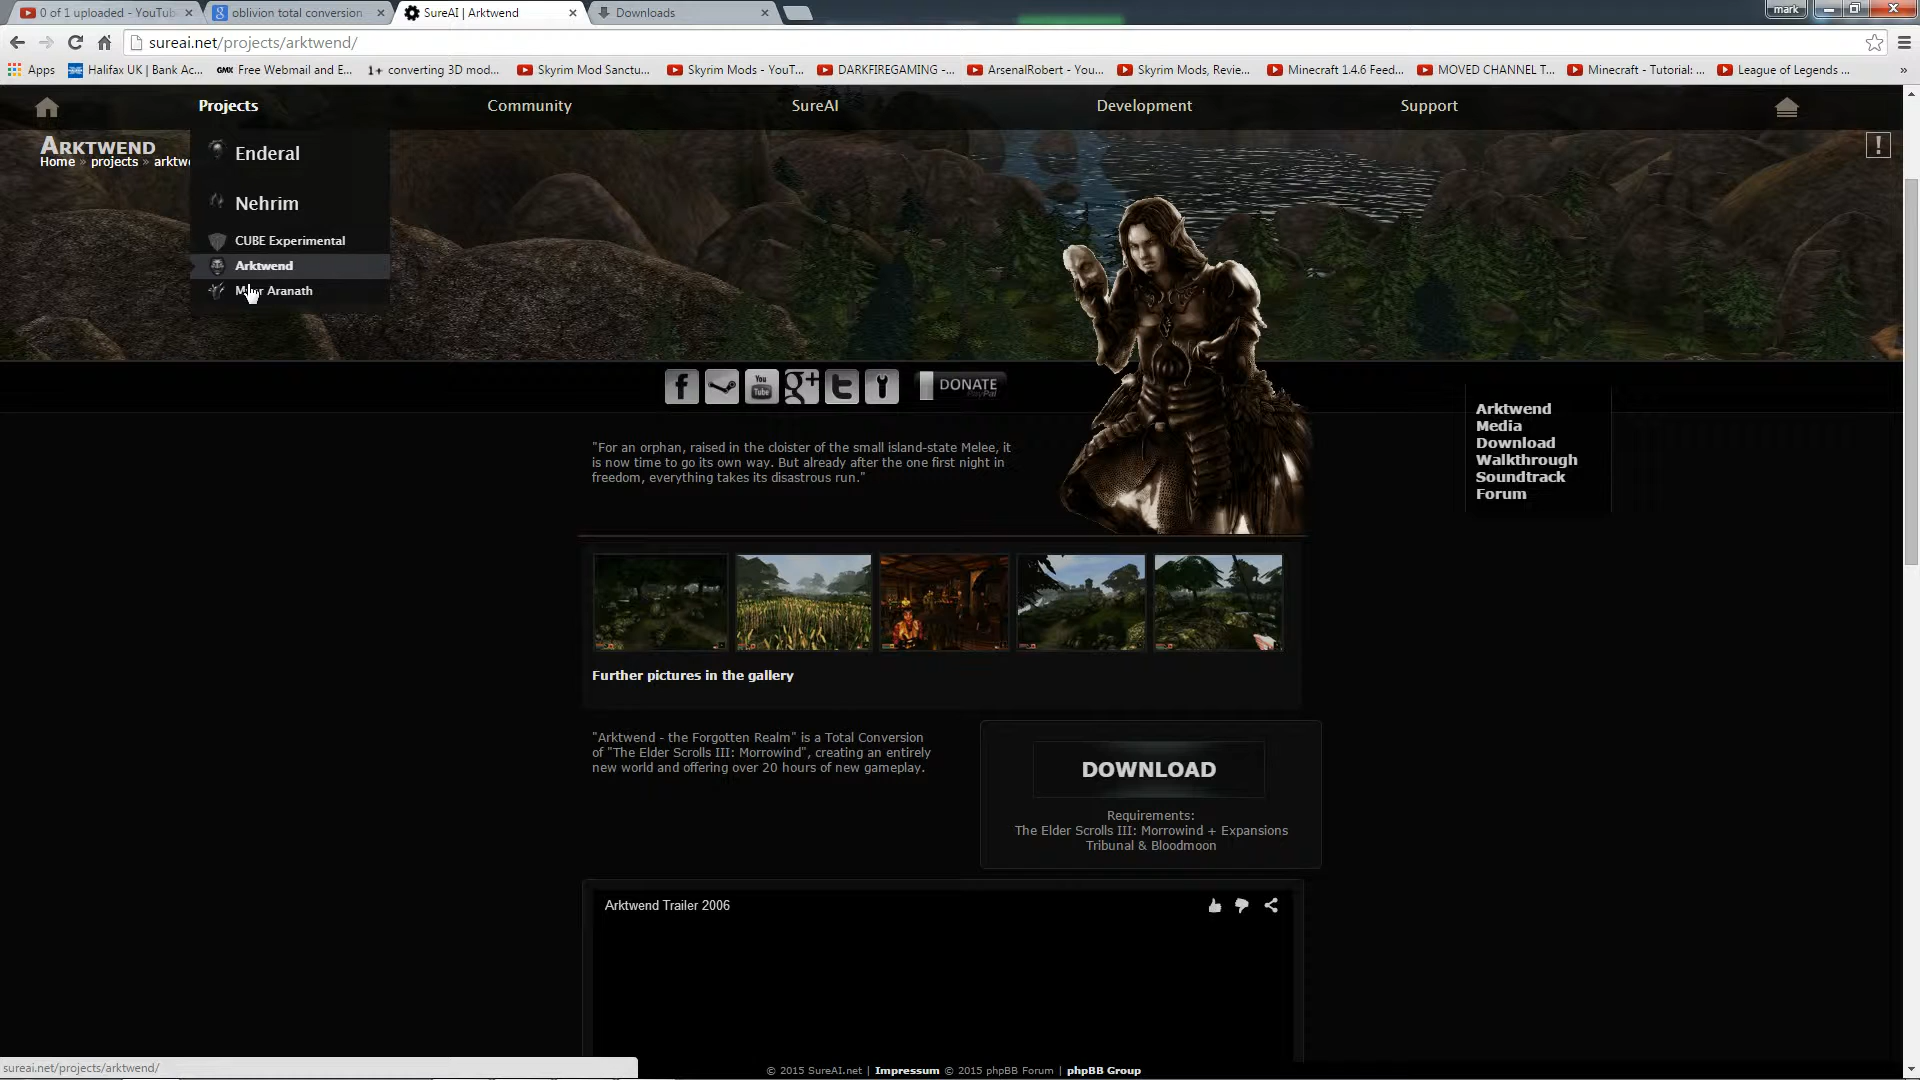 0 of 1 uploaded - YouTub
oblivion total conversion
SureAI | Arktwend
Downloads
mark
sureai.net/projects/arktwend/
Apps
Halifax UK | Bank Ac...
GMX Free Webmail and E...
1+ converting 3D mod...
Skyrim Mod Sanctu...
Skyrim Mods - YouT...
DARKFIREGAMING -...
ArsenalRobert - You...
Skyrim Mods, Revie...
Minecraft 1.4.6 Feed...
MOVED CHANNEL T...
Minecraft - Tutorial: ...
League of Legends ...
»
Projects
Community
SureAI
Development
Support
ARKTWEND
Home » projects » arktwe
!
Enderal
Nehrim
CUBE Experimental
Arktwend
Aranath
f
You Tube
g+
t
DONATE
PayPal
Arktwend
Media
Download
Walkthrough
Soundtrack
Forum
"For an orphan, raised in the cloister of the small island-state Melee, it
is now time to go its own way. But already after the one first night in
freedom, everything takes its disastrous run."
Further pictures in the gallery
"Arktwend - the Forgotten Realm" is a Total Conversion
of "The Elder Scrolls III: Morrowind", creating an entirely
new world and offering over 20 hours of new gameplay.
DOWNLOAD
Requirements:
The Elder Scrolls III: Morrowind + Expansions
Tribunal & Bloodmoon
Arktwend Trailer 2006
sureai.net/projects/arktwend/
© 2015 SureAI.net | Impressum © 2015 phpBB Forum | phpBB Group